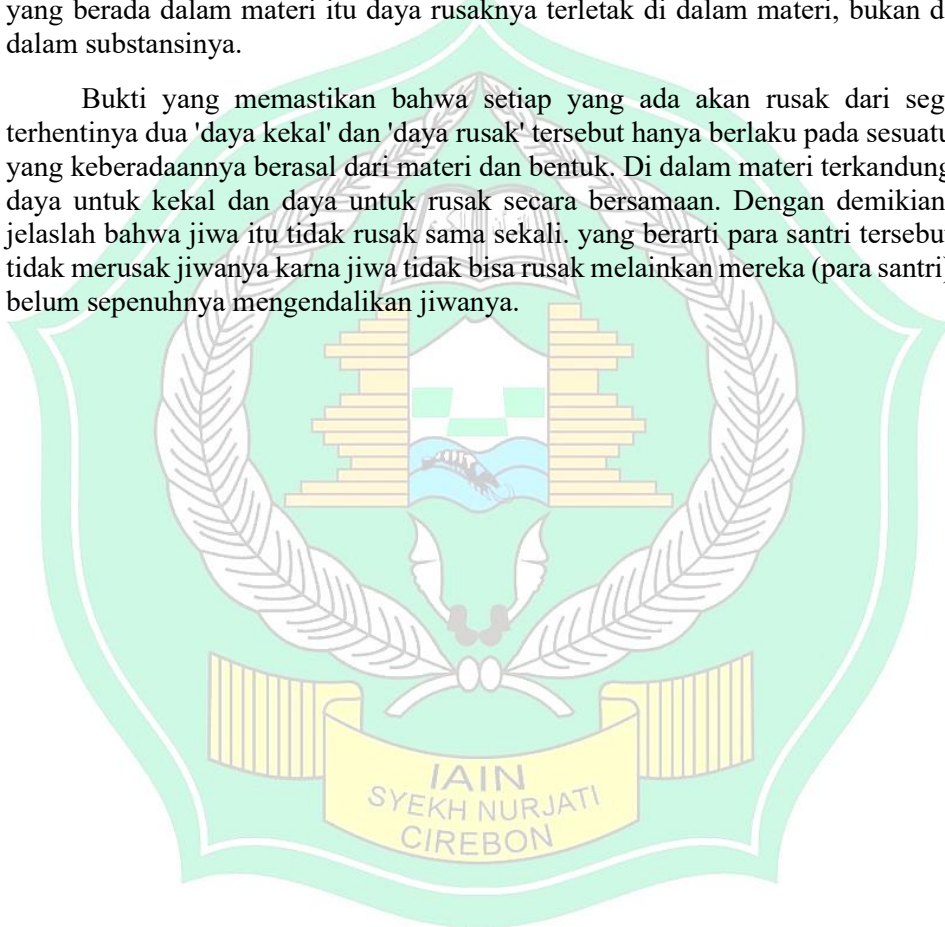 yang berada dalam materi itu daya rusaknya terletak di dalam materi, bukan d
dalam substansinya.
Bukti yang memastikan bahwa setiap yang ada akan rusak dari seg
terhentinya dua 'daya kekal' dan 'daya rusak' tersebut hanya berlaku pada sesuatu
yang keberadaannya berasal dari materi dan bentuk. Di dalam materi terkandung
daya untuk kekal dan daya untuk rusak secara bersamaan. Dengan demikian
jelaslah bahwa jiwa itu tidak rusak sama sekali. yang berarti para santri tersebut
tidak merusak jiwanya karna jiwa tidak bisa rusak melainkan mereka (para santri)
belum sepenuhnya mengendalikan jiwanya.
IAIN
SYEKH NURJATI
CIREBON